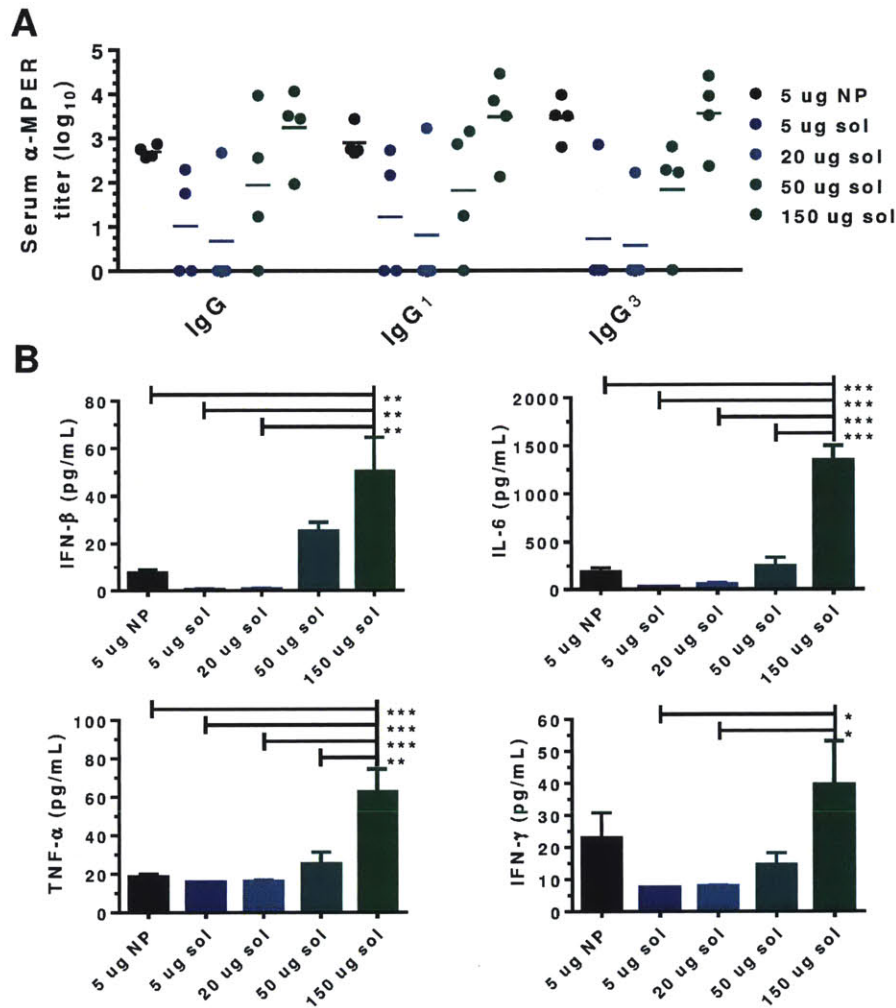 A
Serum α-MPER
titer (log10)
5
4
3
2
1
0
IgG
IgG1
IgG3
5 ug NP
5 ug sol
20 ug sol
50 ug sol
150 ug sol
B
IFN-β (pg/mL)
80
60
40
20
0
**
**
**
5 ug NP
5 ug sol
20 ug sol
50 ug sol
150 ug sol
IL-6 (pg/mL)
2000
1500
1000
500
0
***
***
***
***
5 ug NP
5 ug sol
20 ug sol
50 ug sol
150 ug sol
TNF-α (pg/mL)
100
80
60
40
20
0
***
***
***
**
5 ug NP
5 ug sol
20 ug sol
50 ug sol
150 ug sol
IFN-γ (pg/mL)
60
50
40
30
20
10
0
*
*
5 ug NP
5 ug sol
20 ug sol
50 ug sol
150 ug sol